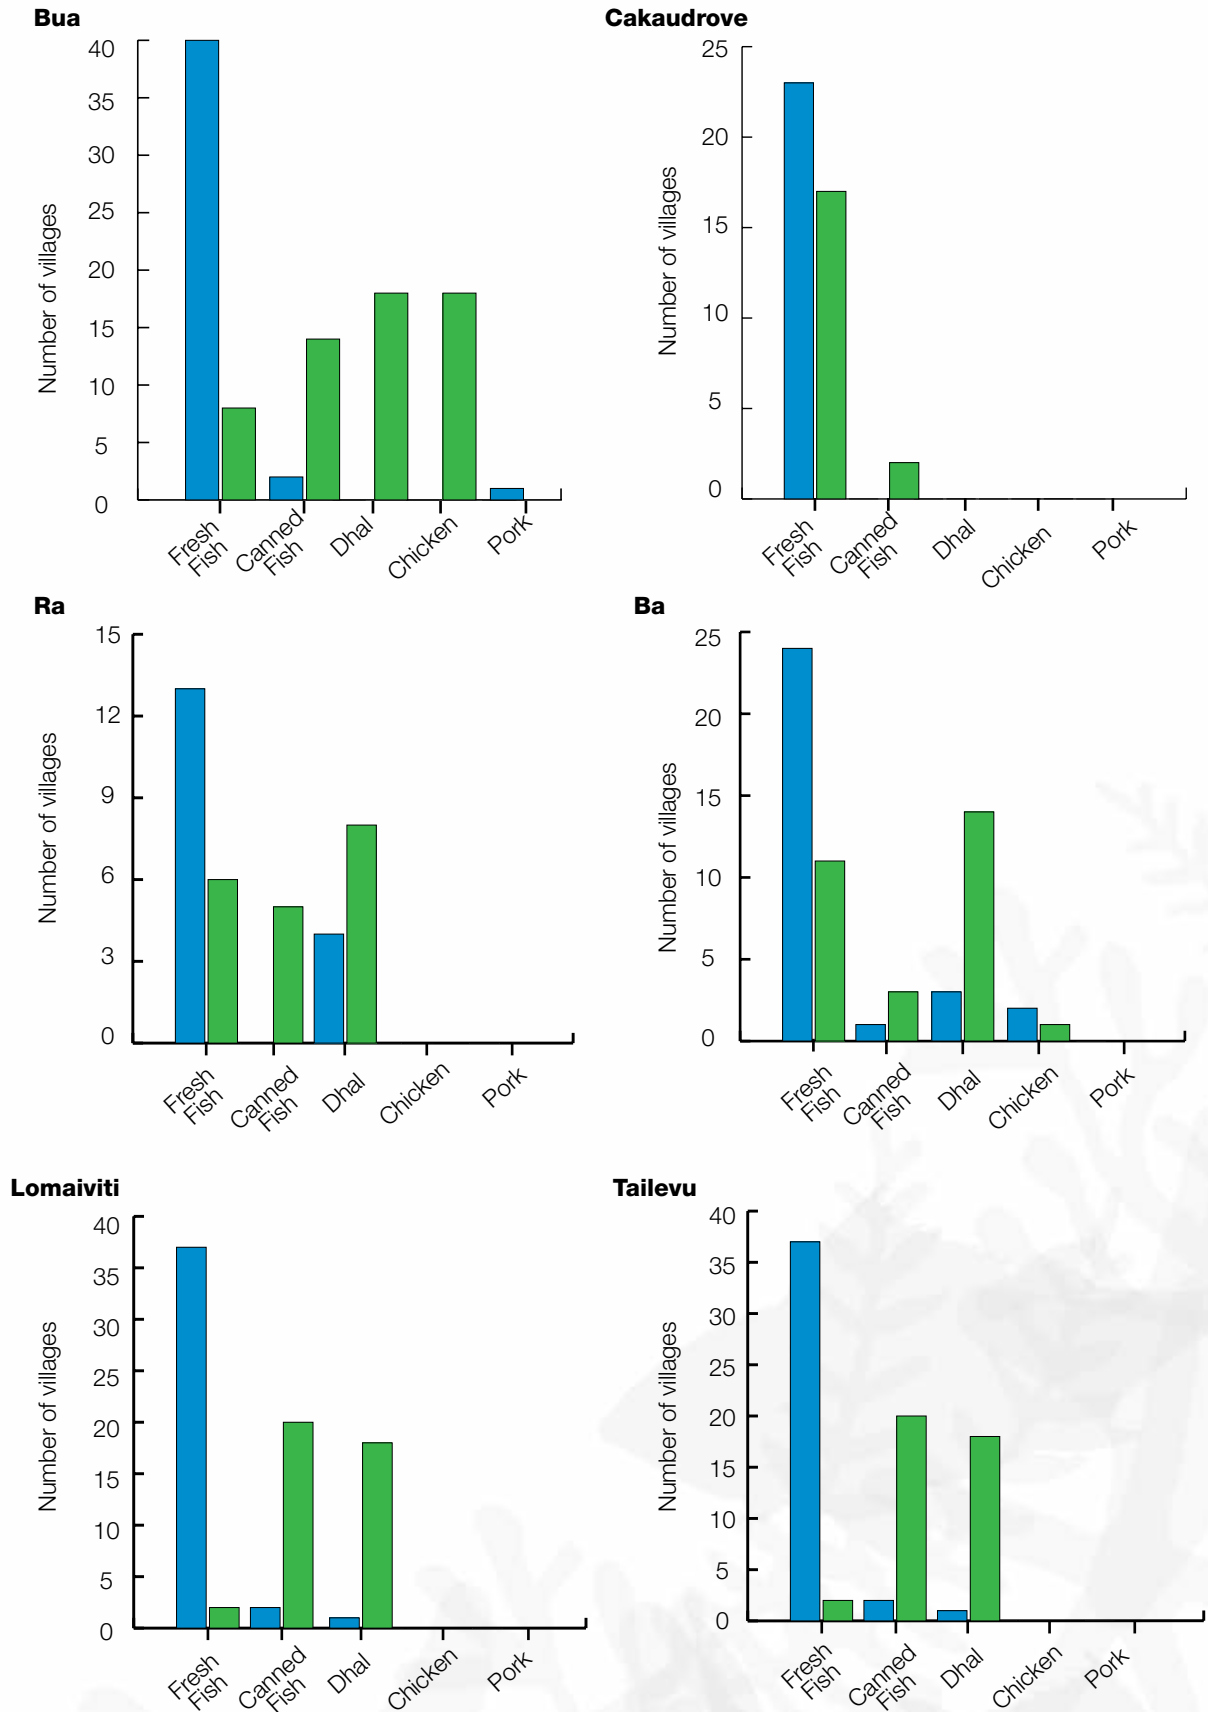 Bua
40
35
30
25
20
15
10
5
0
Number of villages
Fresh
Fish
Canned
Fish
Dhal
Chicken
Pork
Cakaudrove
25
20
15
10
5
0
Number of villages
Fresh
Fish
Canned
Fish
Dhal
Chicken
Pork
Ra
15
12
9
6
3
0
Number of villages
Fresh
Fish
Canned
Fish
Dhal
Chicken
Pork
Ba
25
20
15
10
5
0
Number of villages
Fresh
Fish
Canned
Fish
Dhal
Chicken
Pork
Lomaiviti
40
35
30
25
20
15
10
5
0
Number of villages
Fresh
Fish
Canned
Fish
Dhal
Chicken
Pork
Tailevu
40
35
30
25
20
15
10
5
0
Number of villages
Fresh
Fish
Canned
Fish
Dhal
Chicken
Pork